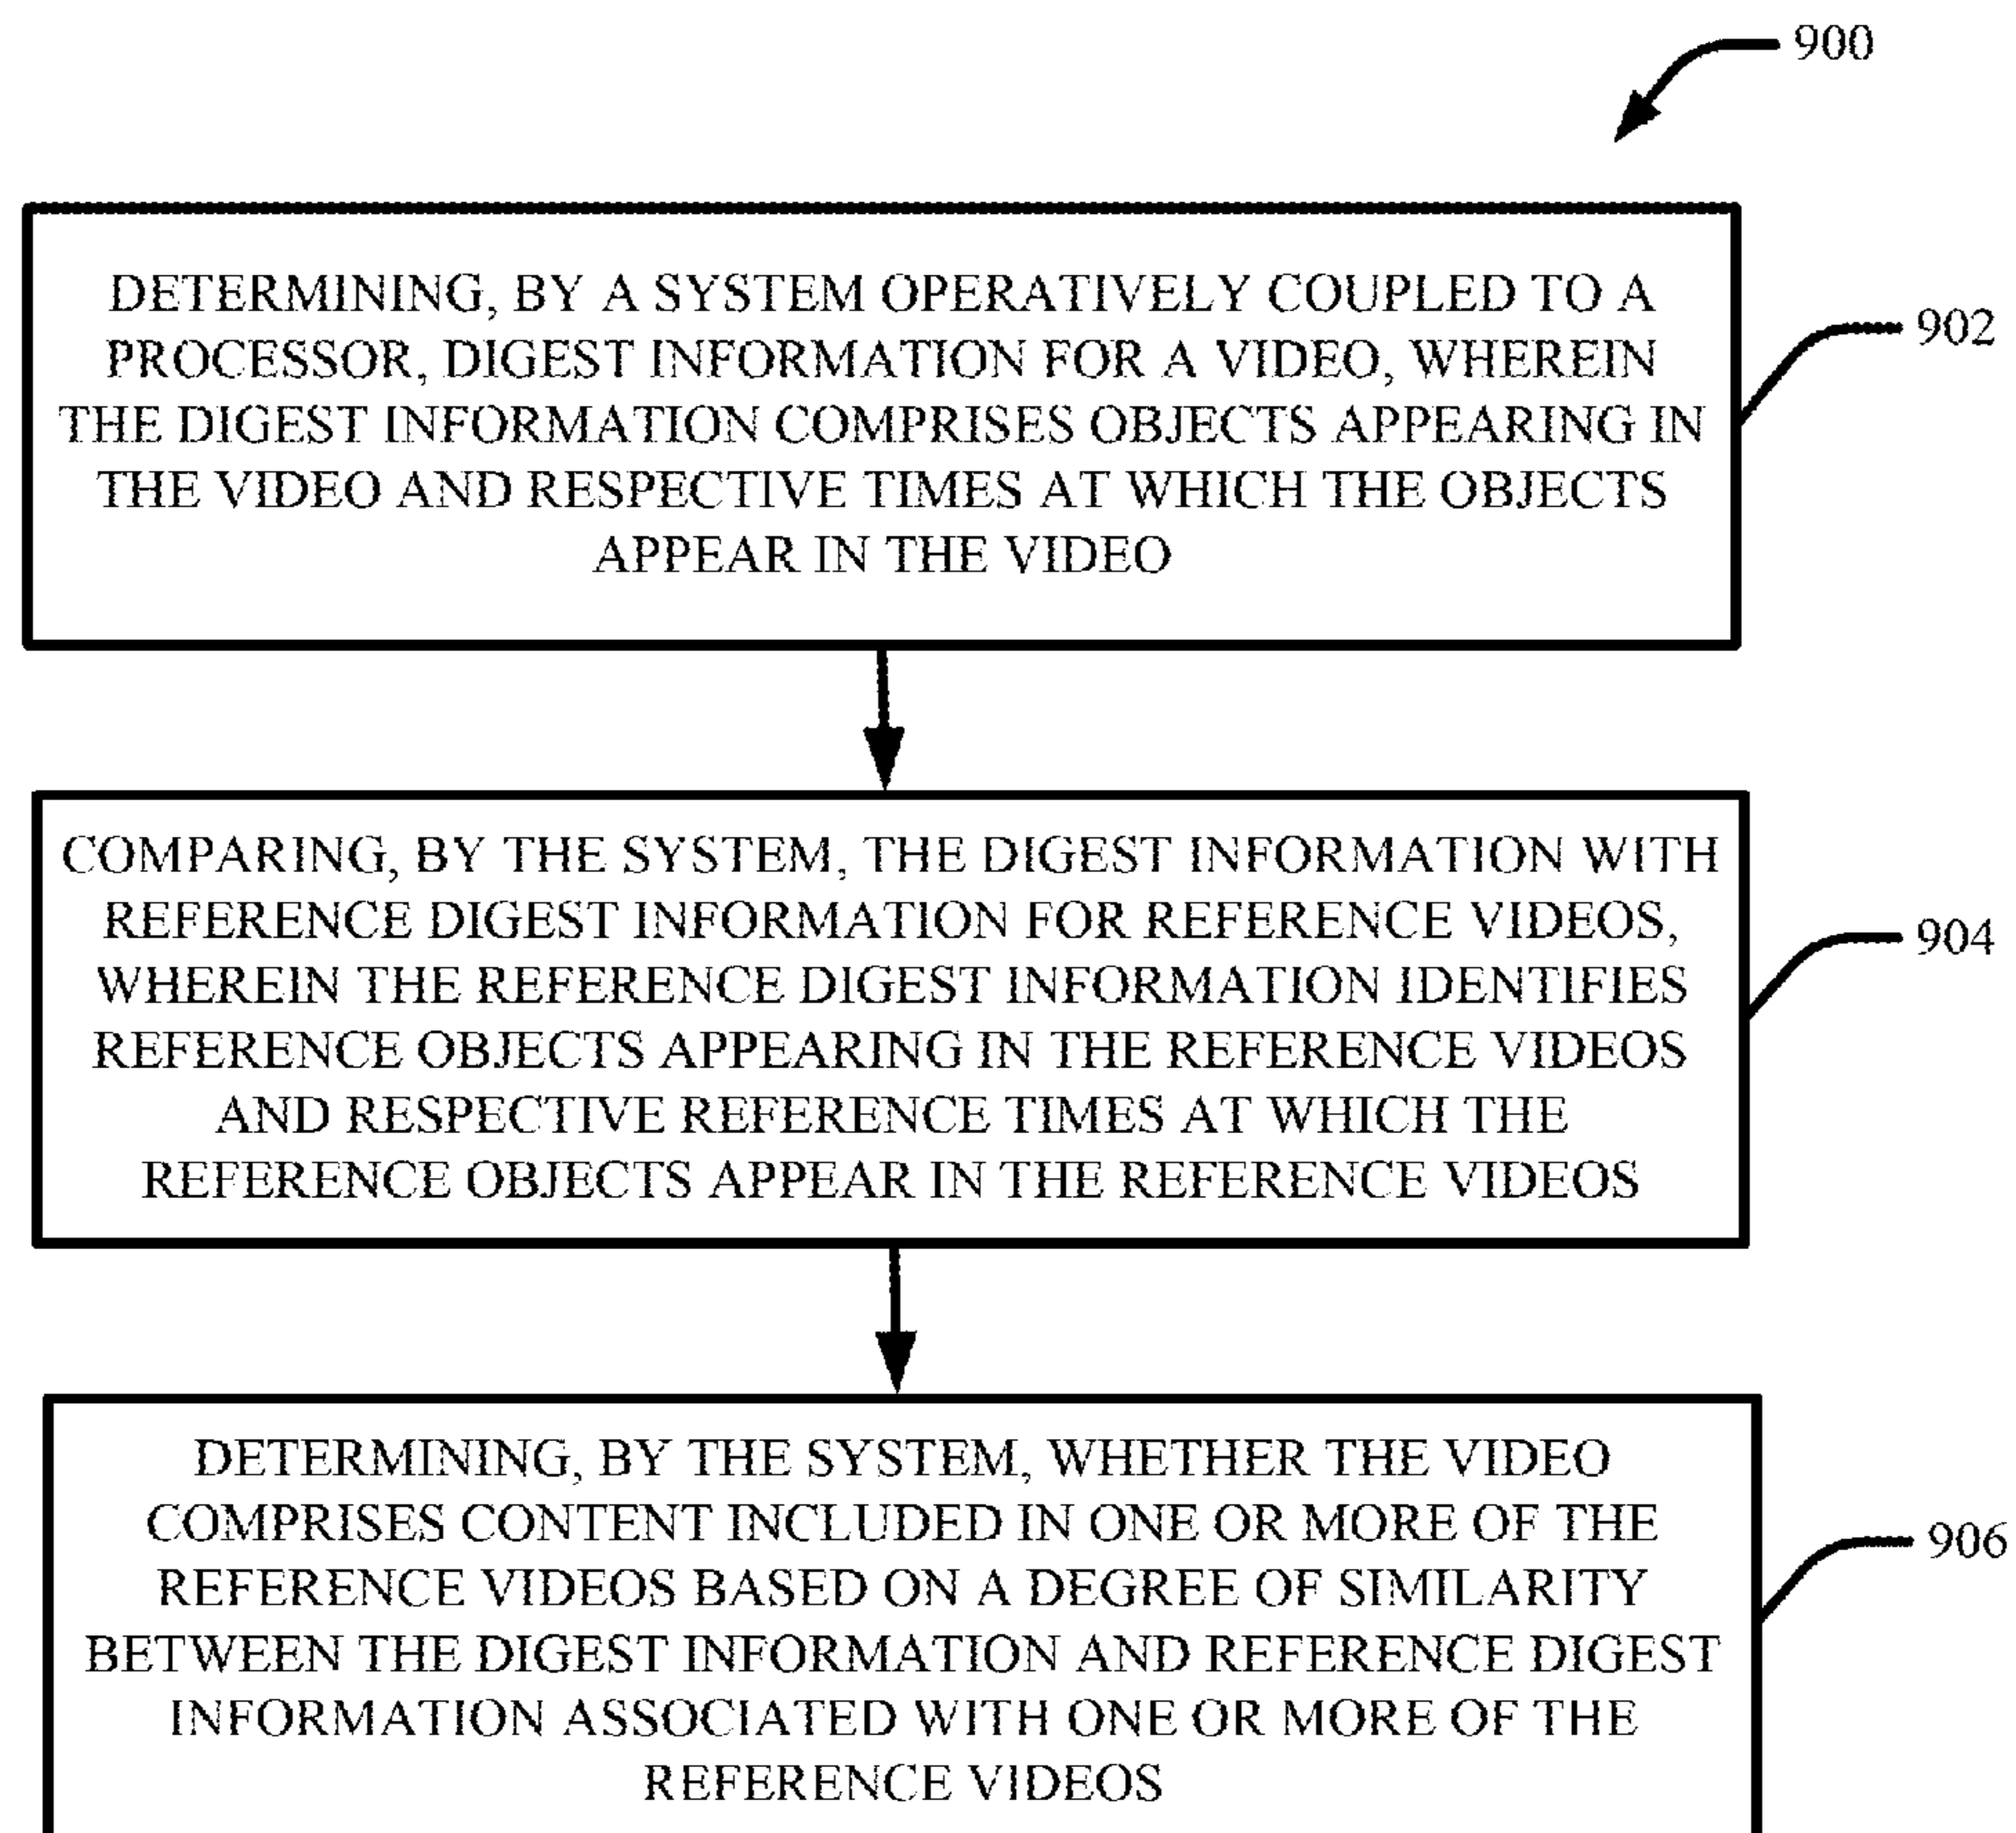 900
DETERMINING, BY A SYSTEM OPERATIVELY COUPLED TO A
PROCESSOR, DIGEST INFORMATION FOR A VIDEO, WHEREIN
THE DIGEST INFORMATION COMPRISES OBJECTS APPEARING IN
THE VIDEO AND RESPECTIVE TIMES AT WHICH THE OBJECTS
APPEAR IN THE VIDEO
902
COMPARING, BY THE SYSTEM, THE DIGEST INFORMATION WITH
REFERENCE DIGEST INFORMATION FOR REFERENCE VIDEOS,
WHEREIN THE REFERENCE DIGEST INFORMATION IDENTIFIES
REFERENCE OBJECTS APPEARING IN THE REFERENCE VIDEOS
AND RESPECTIVE REFERENCE TIMES AT WHICH THE
REFERENCE OBJECTS APPEAR IN THE REFERENCE VIDEOS
904
DETERMINING, BY THE SYSTEM, WHETHER THE VIDEO
COMPRISES CONTENT INCLUDED IN ONE OR MORE OF THE
REFERENCE VIDEOS BASED ON A DEGREE OF SIMILARITY
BETWEEN THE DIGEST INFORMATION AND REFERENCE DIGEST
INFORMATION ASSOCIATED WITH ONE OR MORE OF THE
REFERENCE VIDEOS
906